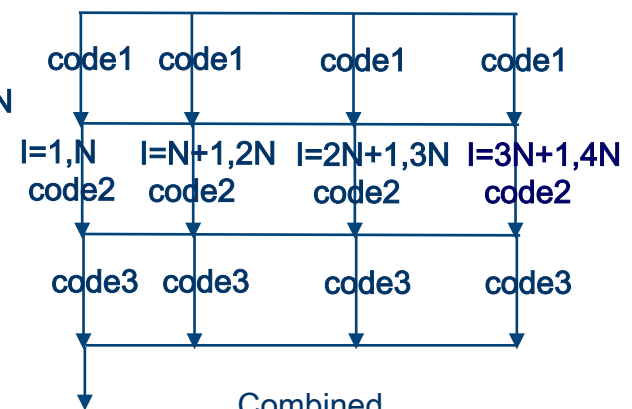 code1 code1 code1 code1
N
I=1,N I=N+1,2N I=2N+1,3N I=3N+1,4N
code2 code2 code2 code2
code3 code3 code3 code3
Combined